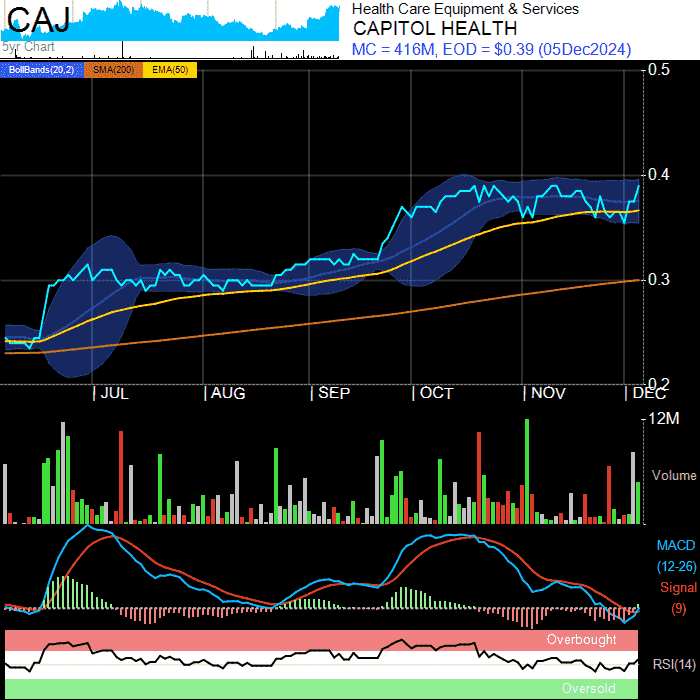 CAJ
5yr Chart
Health Care Equipment & Services
CAPITOL HEALTH
MC = 416M, EOD = $0.39 (05Dec2024)
BollBands(20,2) SMA(200) EMA(50)
0.5
0.4
0.3
0.2
JUL AUG SEP OCT NOV DEC
12M
Volume
MACD
(12-26)
Signal
(9)
Overbought
RSI(14)
Oversold